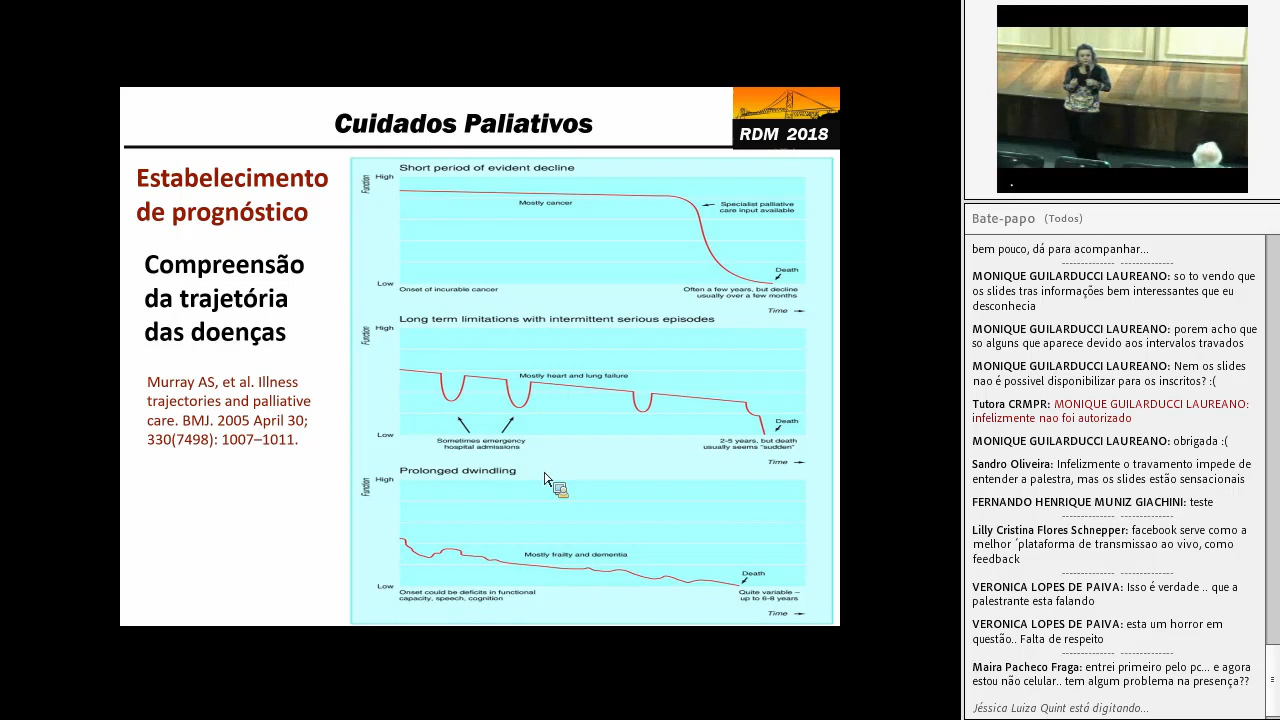 Cuidados Paliativos
RDM 2018
Estabelecimento
de prognóstico
Compreensão
da trajetória
das doenças
Murray AS, et al. Illness
trajectories and palliative
care. BMJ. 2005 April 30;
330(7498): 1007–1011.
Short period of evident decline
High
Function
Mostly cancer
Specialist palliative
care input available
Death
Low
Onset of incurable cancer
Often a few years, but decline
usually over a few months
Time
Long term limitations with intermittent serious episodes
High
Function
Mostly heart and lung failure
Death
Low
Sometimes emergency
hospital admissions
2-5 years, but death
usually seems "sudden"
Time
Prolonged dwindling
High
Function
Mostly frailty and dementia
Death
Low
Onset could be deficits in functional
capacity, speech, cognition
Quite variable –
up to 6-8 years
Time
Bate-papo (Todos)
bem pouco, dá para acompanhar...
-------------- --------------
MONIQUE GUILARDUCCI LAUREANO: so to vendo que
os slides tras informações bem interessantes que eu
desconhecia
MONIQUE GUILARDUCCI LAUREANO: porem acho que
so alguns que aparece devido aos intervalos travados
MONIQUE GUILARDUCCI LAUREANO: Nem os slides
nao é possivel disponibilizar para os inscritos? :(
Tutora CRMPR: MONIQUE GUILARDUCCI LAUREANO:
infelizmente nao foi autorizado
MONIQUE GUILARDUCCI LAUREANO: obrigada :(
Sandro Oliveira: Infelizmente o travamento impede de
entender a palestra, mas os slides estão sensacionais
FERNANDO HENRIQUE MUNIZ GIACHINI: teste
-------------- --------------
Lilly Cristina Flores Schnepper: facebook serve como a
melhor ´plataforma de transmissao ao vivo, como
feedback
-------------- --------------
VERONICA LOPES DE PAIVA: Isso é verdade .. que a
palestrante esta falando
VERONICA LOPES DE PAIVA: esta um horror em
questão.. Falta de respeito
-------------- --------------
Maira Pacheco Fraga: entrei primeiro pelo pc... e agora
estou não celular.. tem algum problema na presença??
Jéssica Luiza Quint está digitando...